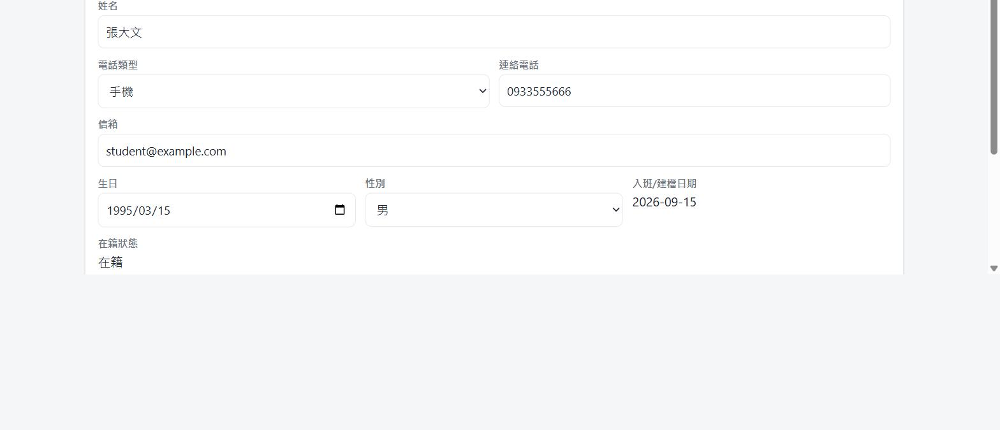 姓名
張大文
電話類型
連絡電話
手機
0933555666
信箱
student@example.com
生日
性別
入班/建檔日期
1995/03/15
男
2026-09-15
在籍狀態
在籍